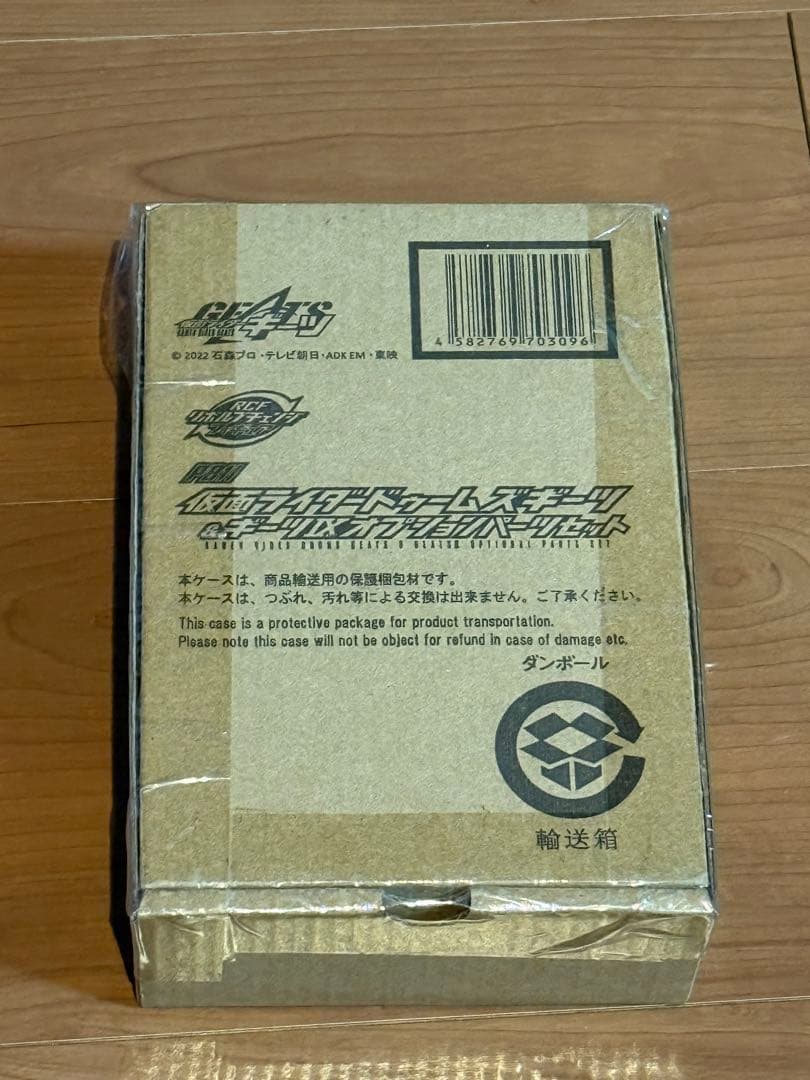 GEATS
仮面ライダーギーツ
KAMEN RIDER GEATS
© 2022 石森プロ・テレビ朝日・ADK EM・東映
4 582769 703096
RCF
リボルブチェンジ
フィギュア
仮面ライダードゥームズギーツ
&ギーツIXオプションパーツセット
KAMEN RIDER DOOMS GEATS & GEATSIX OPTIONAL PARTS SET
本ケースは、商品輸送用の保護梱包材です。
本ケースは、つぶれ、汚れ等による交換は出来ません。ご了承ください。
This case is a protective package for product transportation.
Please note this case will not be object for refund in case of damage etc.
ダンボール
輸送箱